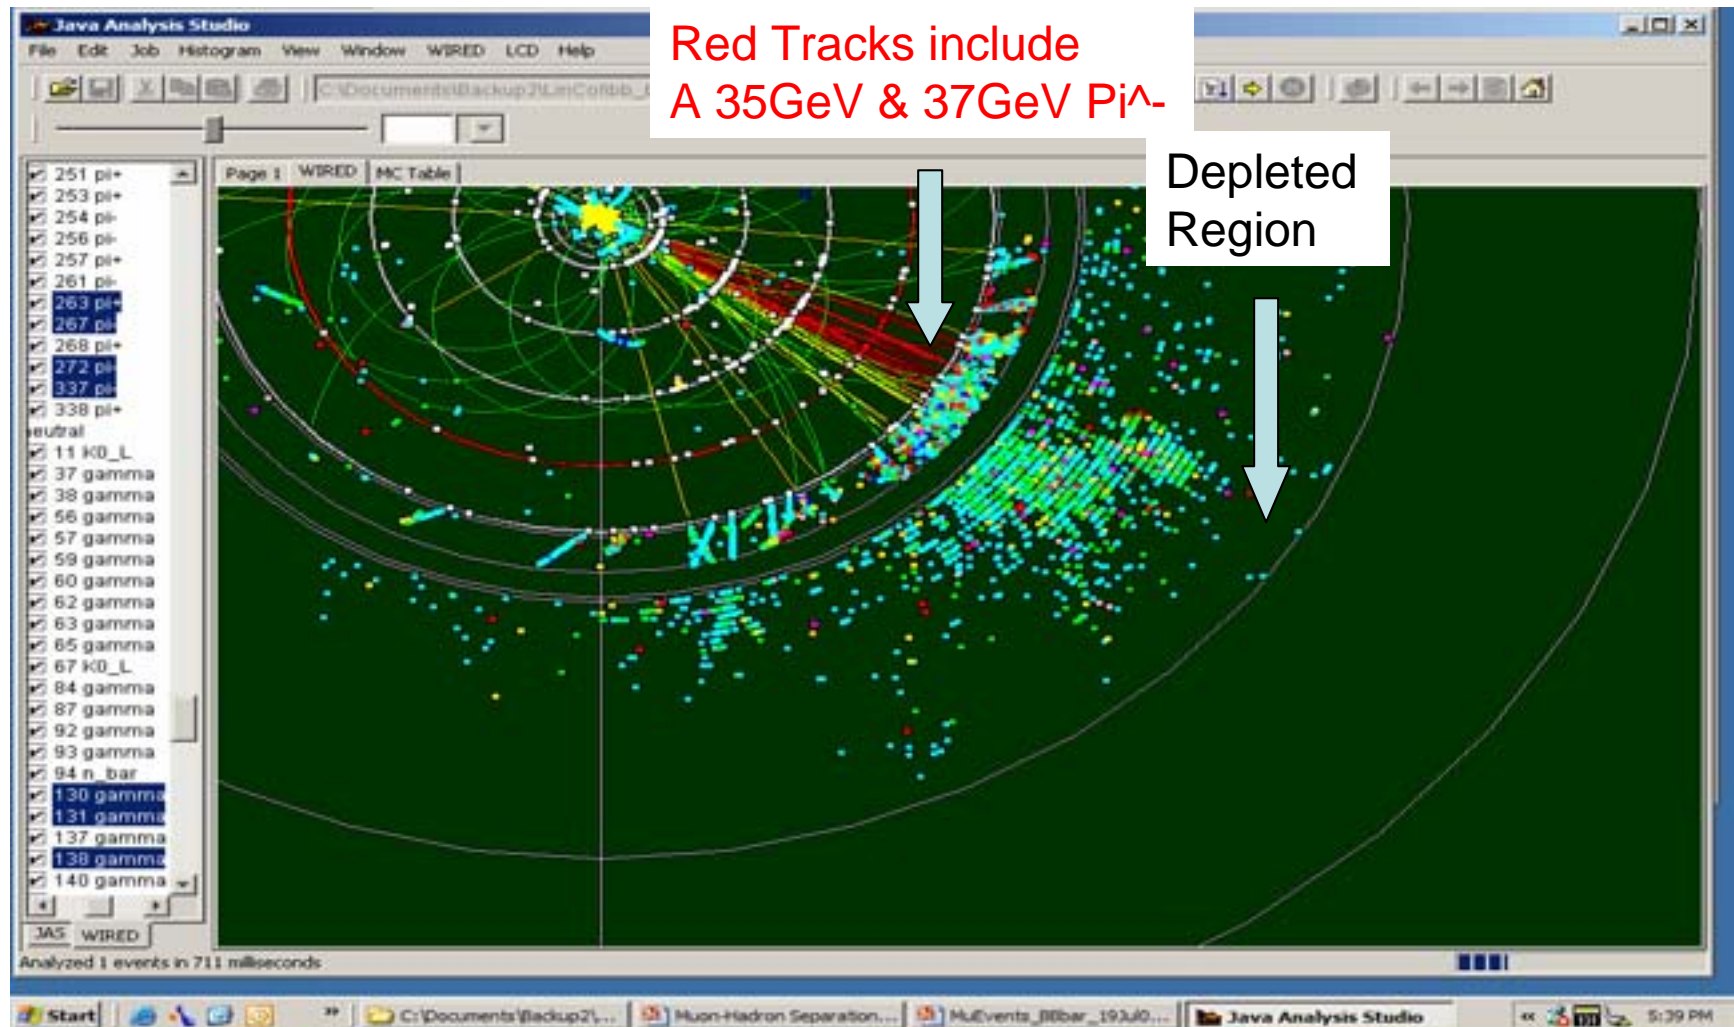 Java Analysis Studio
File Edit Job Histogram View Window WIRED LCD Help
Red Tracks include
A 35GeV & 37GeV Pi^-
Depleted
Region
Page 1 WIRED MC Table
251 pi+
253 pi+
254 pi-
256 pi-
257 pi+
261 pi-
263 pi+
267 pi-
268 pi+
272 pi-
337 pi-
338 pi+
eutral
11 K0_L
37 gamma
38 gamma
56 gamma
57 gamma
59 gamma
60 gamma
62 gamma
63 gamma
65 gamma
67 K0_L
84 gamma
87 gamma
92 gamma
93 gamma
94 n_bar
130 gamma
131 gamma
137 gamma
138 gamma
140 gamma
JAS WIRED
Analyzed 1 events in 711 milliseconds
Start
C:\Documents\Backup2\...
Muon-Hadron Separation...
Java Analysis Studio
5:39 PM